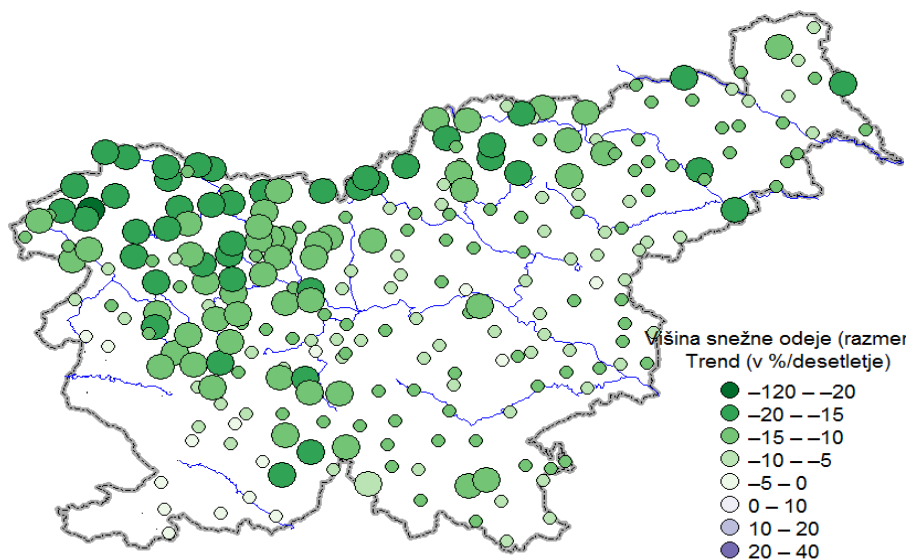 Višina snežne odeje (razmer
Trend (v %/desetletje)
–120 – –20
–20 – –15
–15 – –10
–10 – –5
–5 – 0
0 – 10
10 – 20
20 – 40